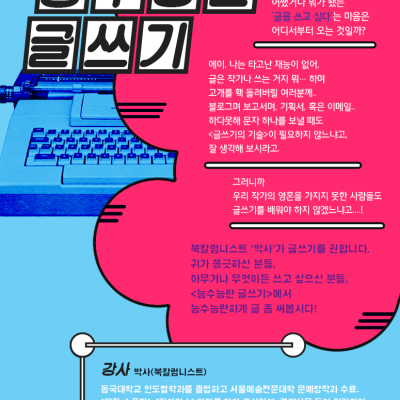 글쓰기
어쨌거나 뭐가 됐든
'글을 쓰고 싶다'는 마음은
어디서부터 오는 것일까?
에이, 나는 타고난 재능이 없어,
글은 작가나 쓰는 거지 뭐… 하며
고개를 팩 돌려버릴 여러분께..
블로그며 보고서며, 기획서, 혹은 이메일..
하다못해 문자 하나를 보낼 때도
<글쓰기의 기술>이 필요하지 않느냐고,
잘 생각해 보시라고.
그러니까
우리 작가의 영혼을 가지지 못한 사람들도
글쓰기를 배워야 하지 않겠느냐고....!
북칼럼니스트 '박사'가 글쓰기를 권합니다.
귀가 쫑긋하신 분들,
아무거나 무엇이든 쓰고 싶으신 분들,
<능수능란 글쓰기>에서
능수능란하게 글 좀 써봅시다!
강사 박사(북칼럼니스트)
동국대학교 인도철학과를 졸업하고 서울예술전문대학 문예창작과 수료.